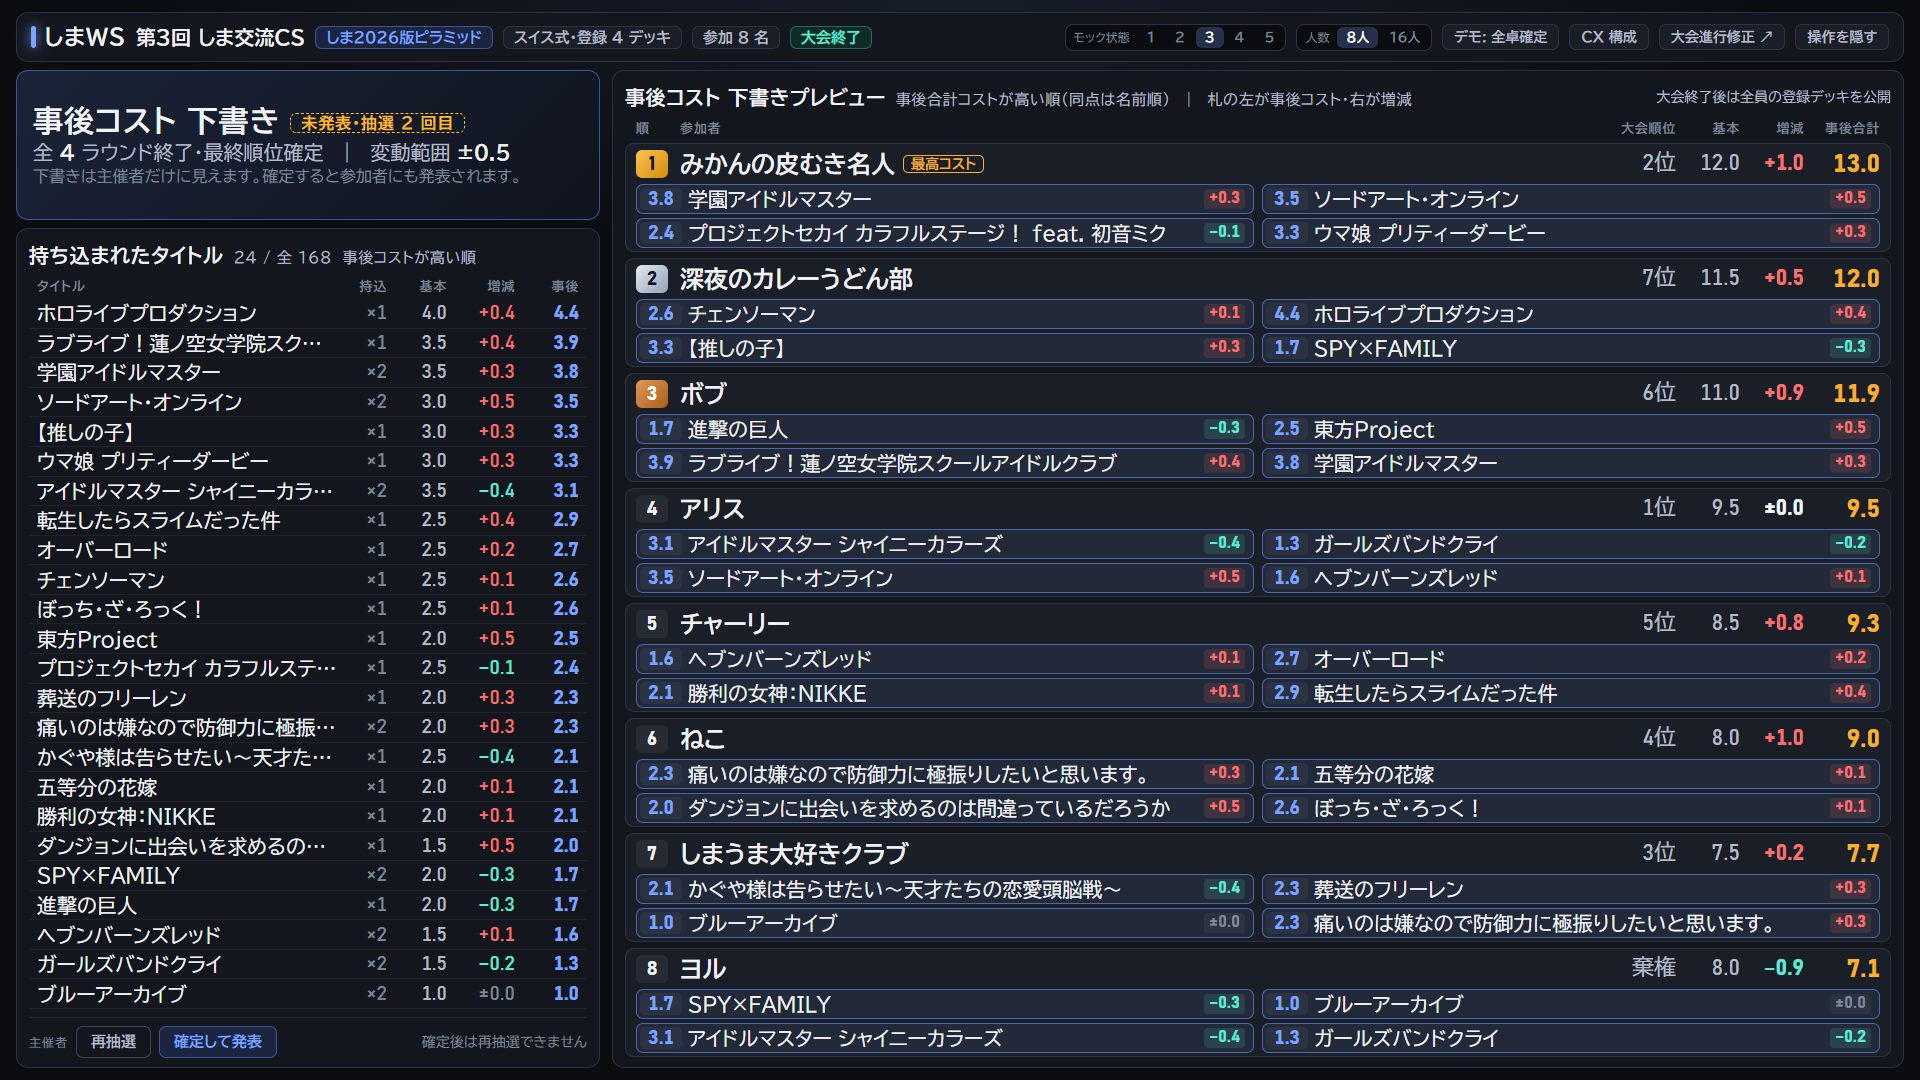 しまWS 第3回 しま交流CS しま2026版ピラミッド スイス式・登録 4 デッキ 参加 8 名 大会終了 モック状態 1 2 3 4 5 人数 8人 16人 デモ: 全卓確定 CX 構成 大会進行修正 ↗ 操作を隠す
事後コスト 下書き 未発表・抽選 2 回目
全 4 ラウンド終了・最終順位確定 ｜ 変動範囲 ±0.5
下書きは主催者だけに見えます。確定すると参加者にも発表されます。
持ち込まれたタイトル 24 / 全 168 事後コストが高い順
タイトル 持込 基本 増減 事後
ホロライブプロダクション ×1 4.0 +0.4 4.4
ラブライブ！蓮ノ空女学院スク… ×1 3.5 +0.4 3.9
学園アイドルマスター ×2 3.5 +0.3 3.8
ソードアート・オンライン ×2 3.0 +0.5 3.5
【推しの子】 ×1 3.0 +0.3 3.3
ウマ娘 プリティーダービー ×1 3.0 +0.3 3.3
アイドルマスター シャイニーカラ… ×2 3.5 −0.4 3.1
転生したらスライムだった件 ×1 2.5 +0.4 2.9
オーバーロード ×1 2.5 +0.2 2.7
チェンソーマン ×1 2.5 +0.1 2.6
ぼっち・ざ・ろっく！ ×1 2.5 +0.1 2.6
東方Project ×1 2.0 +0.5 2.5
プロジェクトセカイ カラフルステ… ×1 2.5 −0.1 2.4
葬送のフリーレン ×1 2.0 +0.3 2.3
痛いのは嫌なので防御力に極振… ×2 2.0 +0.3 2.3
かぐや様は告らせたい～天才た… ×1 2.5 −0.4 2.1
五等分の花嫁 ×1 2.0 +0.1 2.1
勝利の女神：NIKKE ×1 2.0 +0.1 2.1
ダンジョンに出会いを求めるの… ×1 1.5 +0.5 2.0
SPY×FAMILY ×2 2.0 −0.3 1.7
進撃の巨人 ×1 2.0 −0.3 1.7
ヘブンバーンズレッド ×2 1.5 +0.1 1.6
ガールズバンドクライ ×2 1.5 −0.2 1.3
ブルーアーカイブ ×2 1.0 ±0.0 1.0
主催者 再抽選 確定して発表 確定後は再抽選できません
事後コスト 下書きプレビュー 事後合計コストが高い順（同点は名前順） ｜ 札の左が事後コスト・右が増減 大会終了後は全員の登録デッキを公開
順 参加者 大会順位 基本 増減 事後合計
1 みかんの皮むき名人 最高コスト 2位 12.0 +1.0 13.0
3.8 学園アイドルマスター +0.3 3.5 ソードアート・オンライン +0.5
2.4 プロジェクトセカイ カラフルステージ！ feat. 初音ミク −0.1 3.3 ウマ娘 プリティーダービー +0.3
2 深夜のカレーうどん部 7位 11.5 +0.5 12.0
2.6 チェンソーマン +0.1 4.4 ホロライブプロダクション +0.4
3.3 【推しの子】 +0.3 1.7 SPY×FAMILY −0.3
3 ボブ 6位 11.0 +0.9 11.9
1.7 進撃の巨人 −0.3 2.5 東方Project +0.5
3.9 ラブライブ！蓮ノ空女学院スクールアイドルクラブ +0.4 3.8 学園アイドルマスター +0.3
4 アリス 1位 9.5 ±0.0 9.5
3.1 アイドルマスター シャイニーカラーズ −0.4 1.3 ガールズバンドクライ −0.2
3.5 ソードアート・オンライン +0.5 1.6 ヘブンバーンズレッド +0.1
5 チャーリー 5位 8.5 +0.8 9.3
1.6 ヘブンバーンズレッド +0.1 2.7 オーバーロード +0.2
2.1 勝利の女神：NIKKE +0.1 2.9 転生したらスライムだった件 +0.4
6 ねこ 4位 8.0 +1.0 9.0
2.3 痛いのは嫌なので防御力に極振りしたいと思います。 +0.3 2.1 五等分の花嫁 +0.1
2.0 ダンジョンに出会いを求めるのは間違っているだろうか +0.5 2.6 ぼっち・ざ・ろっく！ +0.1
7 しまうま大好きクラブ 3位 7.5 +0.2 7.7
2.1 かぐや様は告らせたい～天才たちの恋愛頭脳戦～ −0.4 2.3 葬送のフリーレン +0.3
1.0 ブルーアーカイブ ±0.0 2.3 痛いのは嫌なので防御力に極振りしたいと思います。 +0.3
8 ヨル 棄権 8.0 −0.9 7.1
1.7 SPY×FAMILY −0.3 1.0 ブルーアーカイブ ±0.0
3.1 アイドルマスター シャイニーカラーズ −0.4 1.3 ガールズバンドクライ −0.2